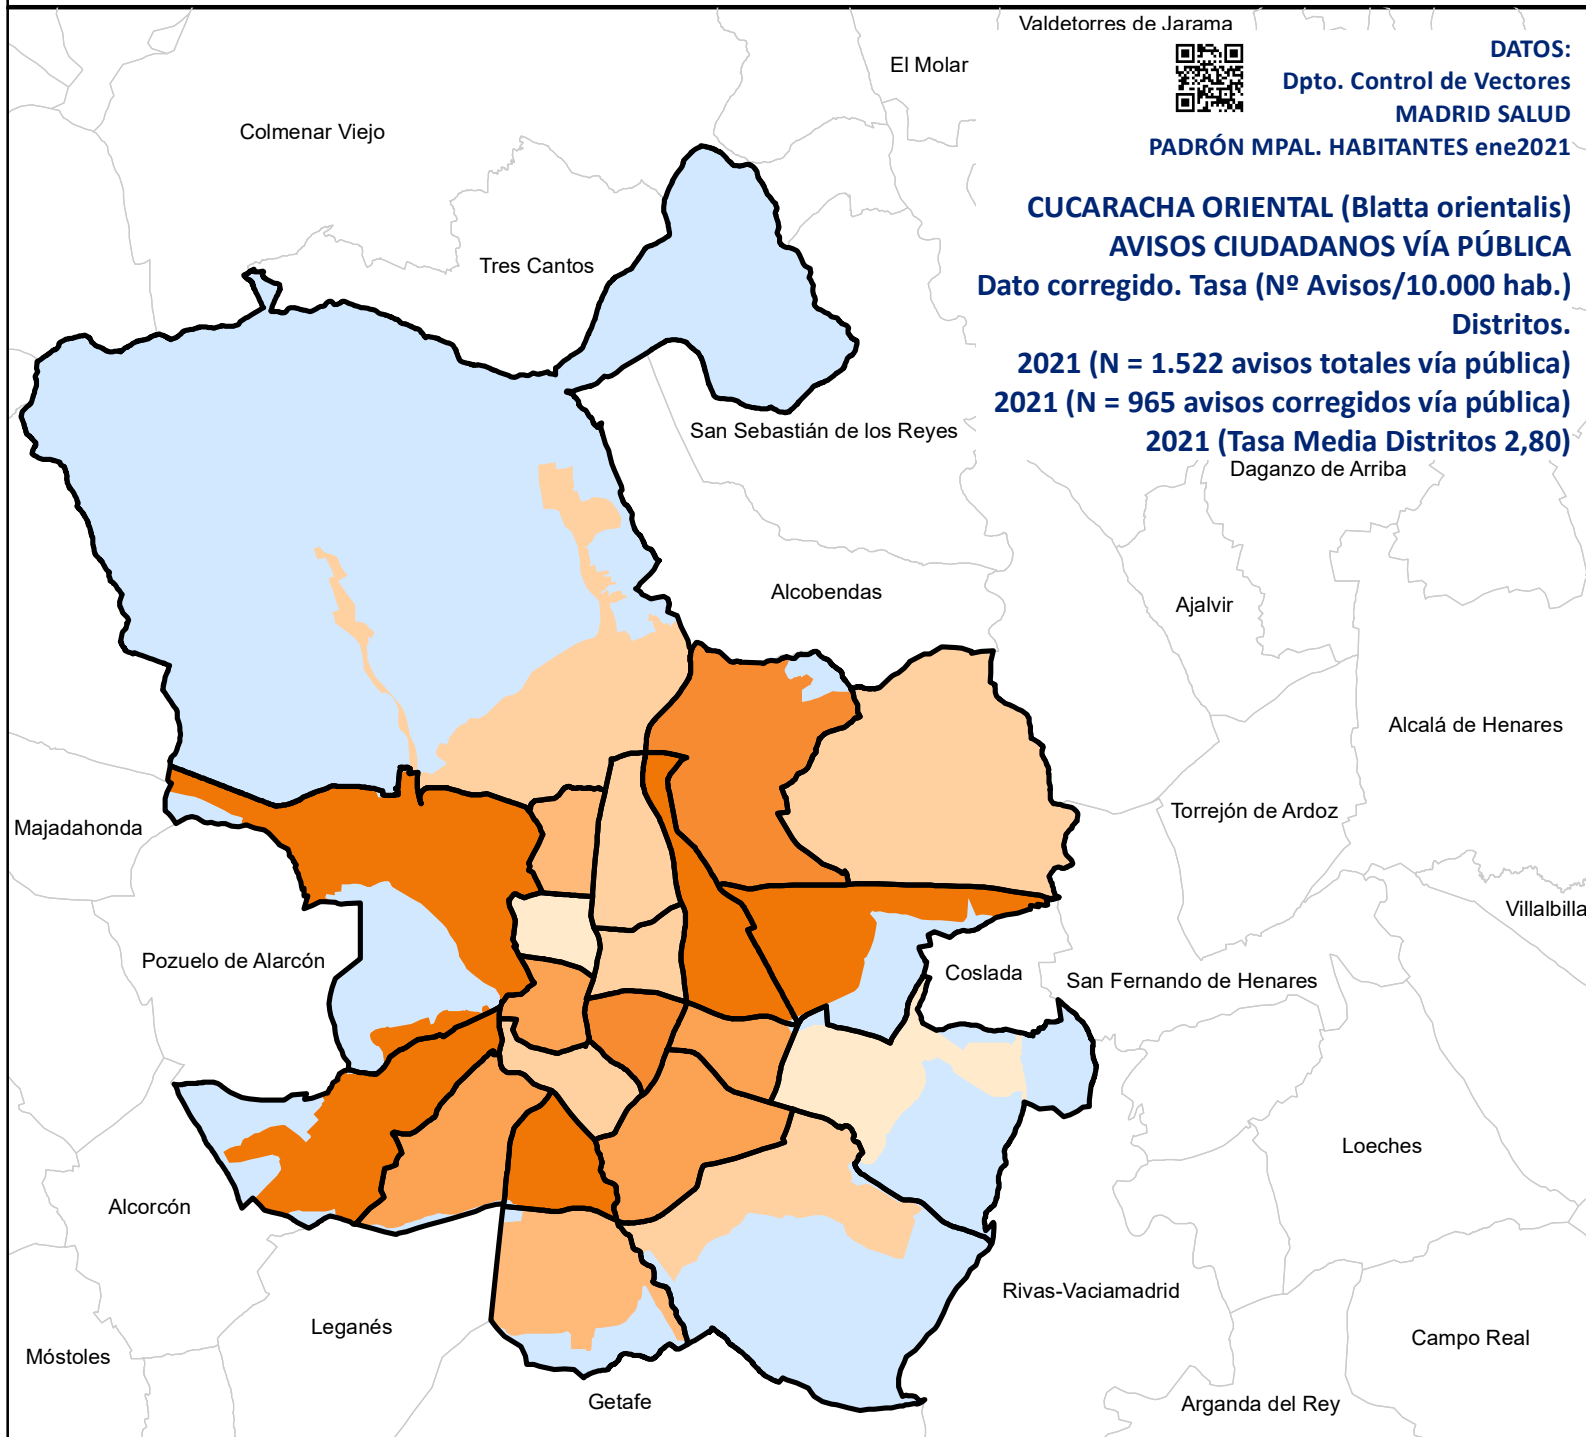 Valdetorres de Jarama
El Molar
DATOS:
Dpto. Control de Vectores
MADRID SALUD
PADRÓN MPAL. HABITANTES ene2021
Colmenar Viejo
CUCARACHA ORIENTAL (Blatta orientalis)
AVISOS CIUDADANOS VÍA PÚBLICA
Dato corregido. Tasa (Nº Avisos/10.000 hab.)
Distritos.
2021 (N = 1.522 avisos totales vía pública)
2021 (N = 965 avisos corregidos vía pública)
2021 (Tasa Media Distritos 2,80)
Tres Cantos
San Sebastián de los Reyes
Daganzo de Arriba
Alcobendas
Ajalvir
Alcalá de Henares
Majadahonda
Torrejón de Ardoz
Villalbilla
Pozuelo de Alarcón
Coslada
San Fernando de Henares
Loeches
Alcorcón
Rivas-Vaciamadrid
Leganés
Campo Real
Móstoles
Getafe
Arganda del Rey